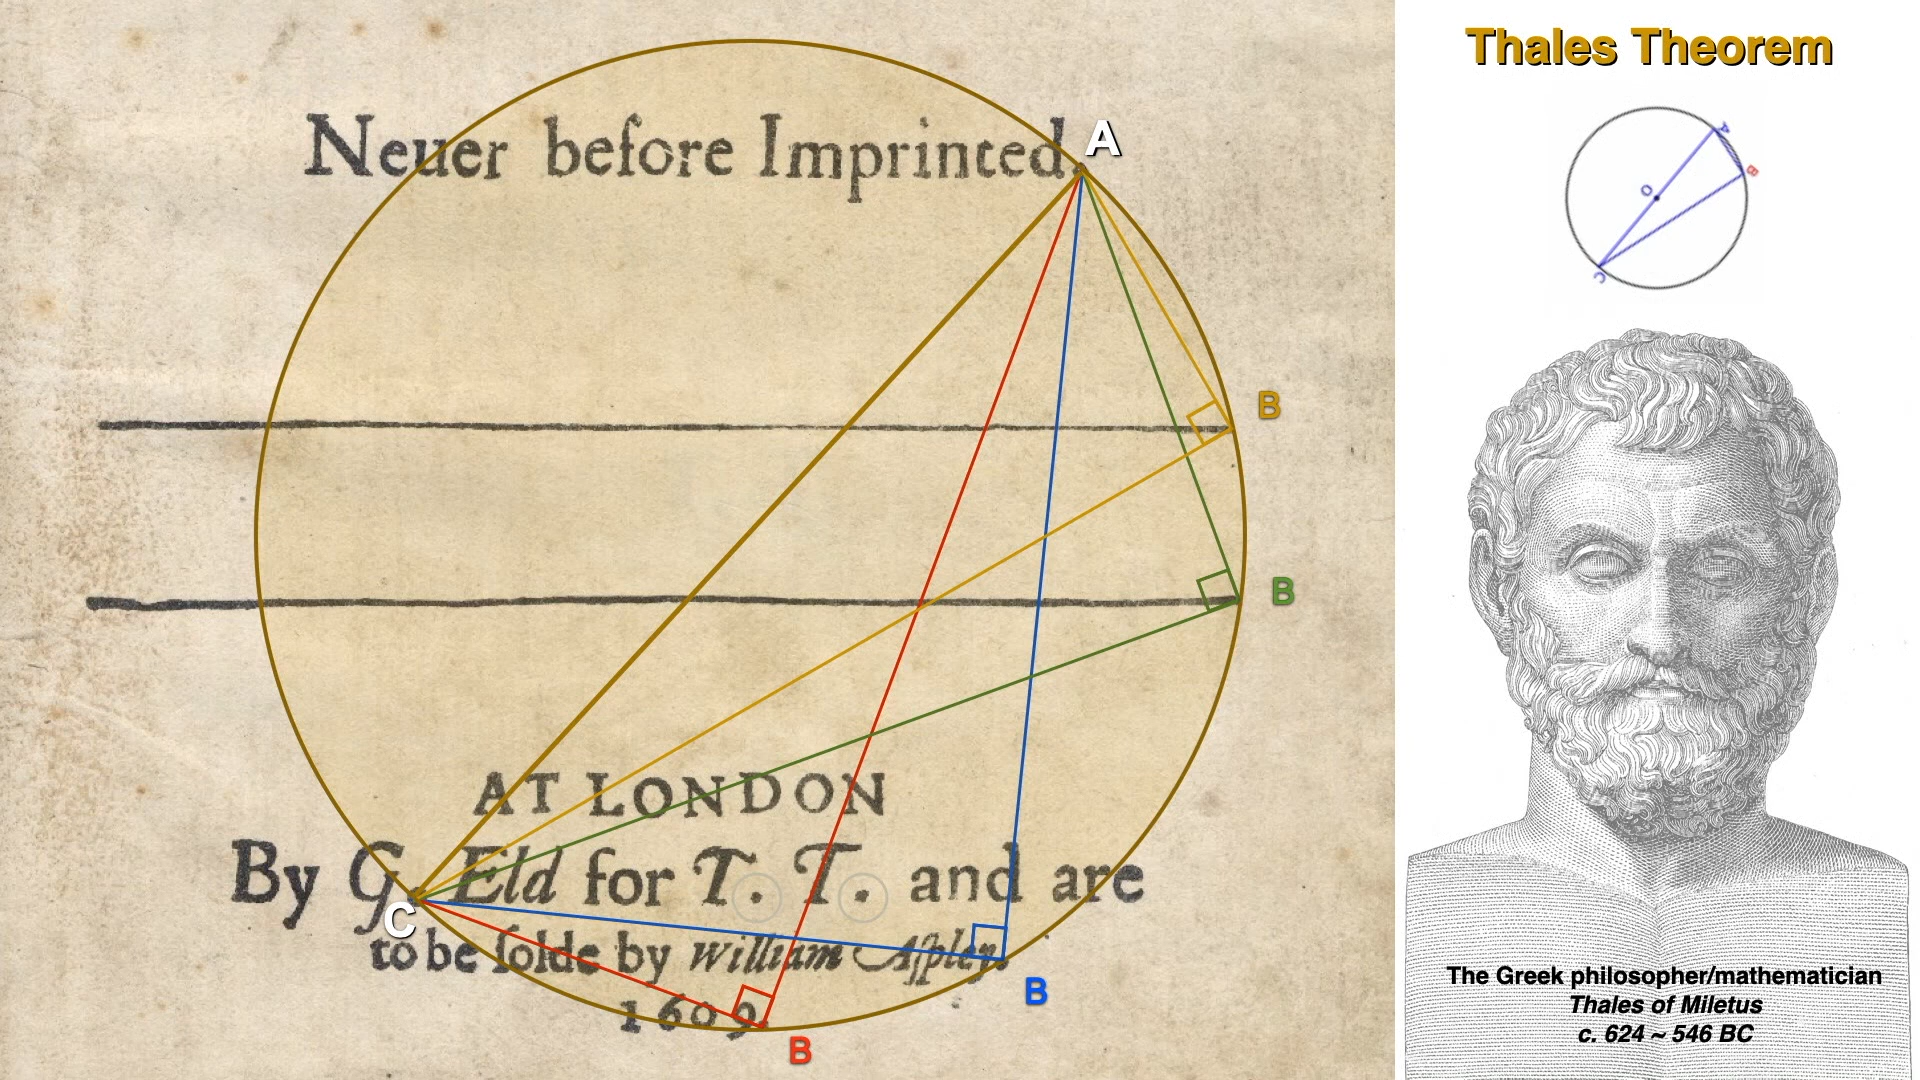 Neuer before Imprinted.
A
B
B
AT LONDON
By G. Eld for T. T. and are
C
to be ſolde by William Aſpley.
B
1609.
B
Thales Theorem
A
B
O
C
The Greek philosopher/mathematician
Thales of Miletus
c. 624 ~ 546 BC